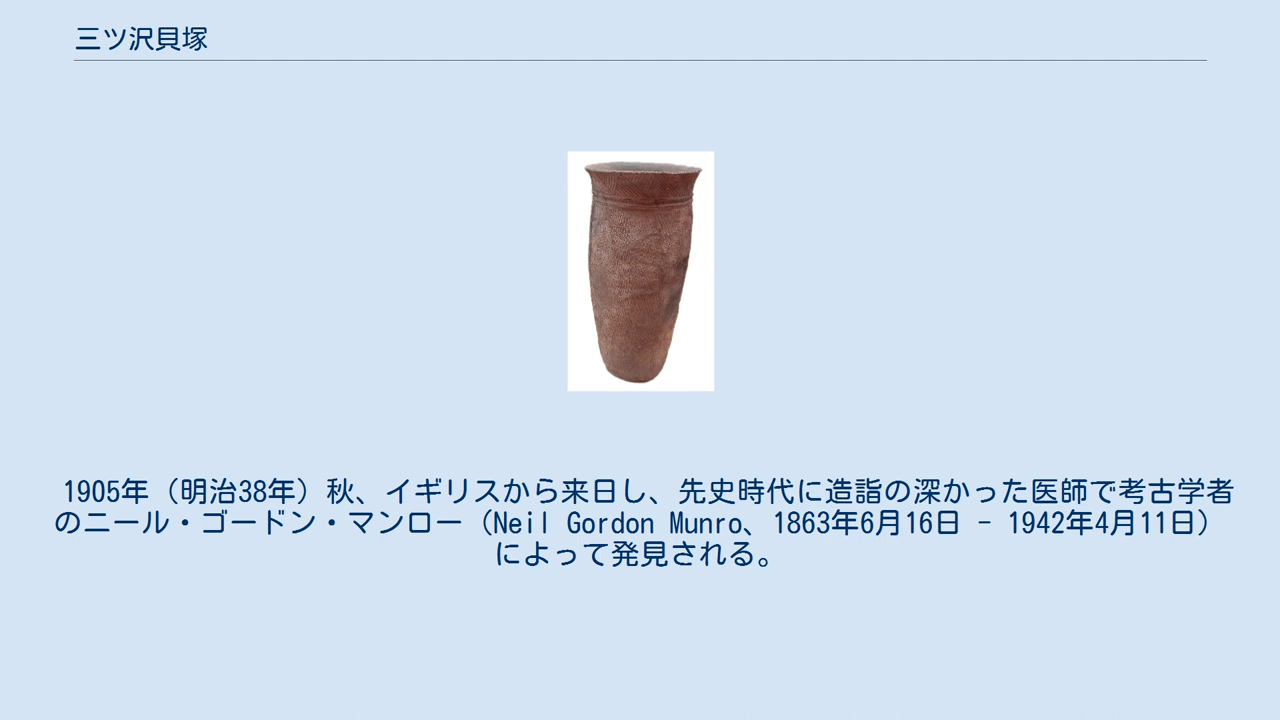 三ツ沢貝塚
1905年（明治38年）秋、イギリスから来日し、先史時代に造詣の深かった医師で考古学者
のニール・ゴードン・マンロー（Neil Gordon Munro、1863年6月16日 - 1942年4月11日）
によって発見される。